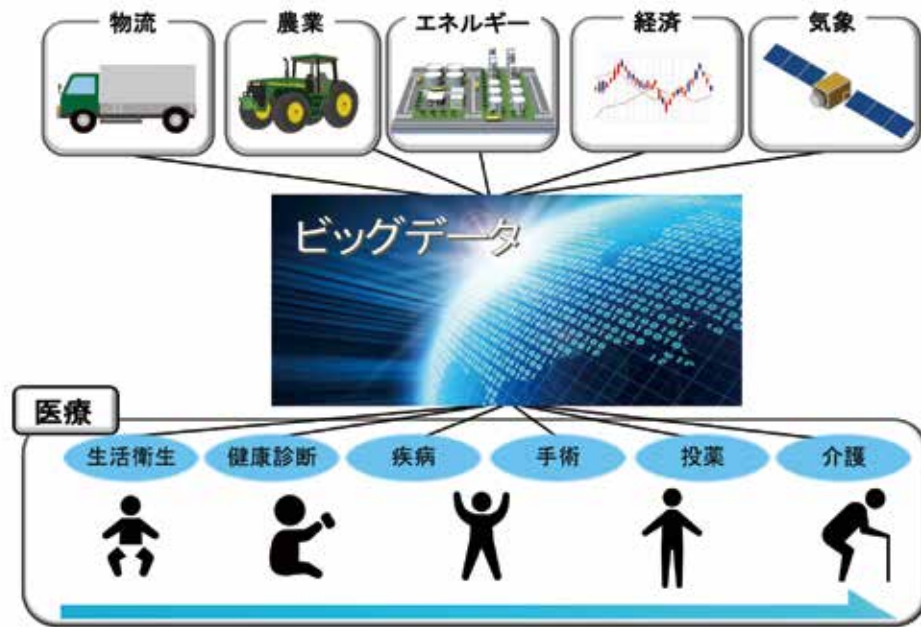 物流
農業
エネルギー
経済
気象
ビッグデータ
医療
生活衛生
健康診断
疾病
手術
投薬
介護